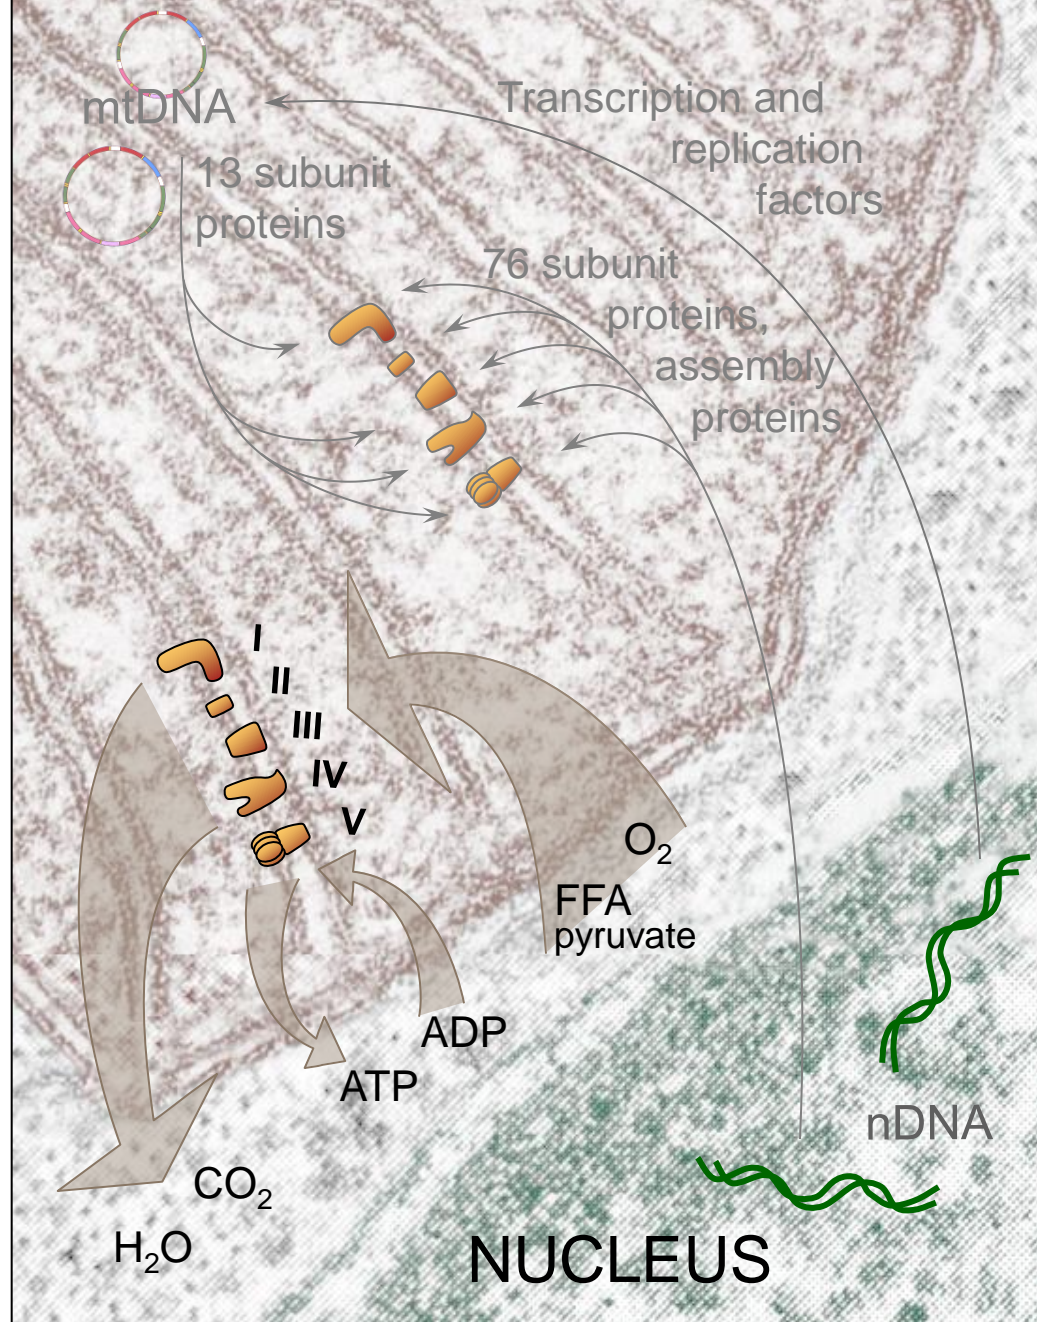 mtDNA
13 subunit
proteins
Transcription and
replication
factors
76 subunit
proteins,
assembly
proteins
I
II
III
IV
V
O₂
FFA
pyruvate
ADP
ATP
CO₂
H₂O
nDNA
NUCLEUS